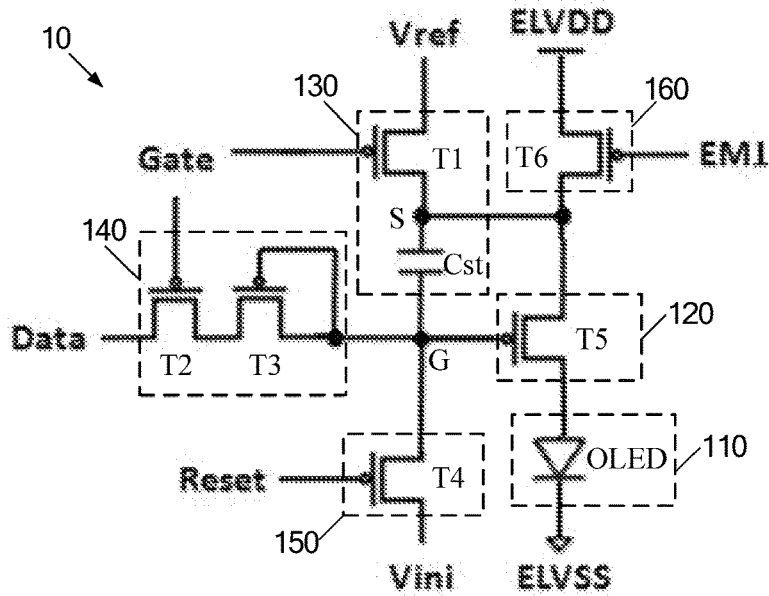 10
Vref
ELVDD
130
160
Gate
T1
T6
EM1
S
140
Cst
120
Data
T2
T3
G
T5
Reset
T4
OLED
110
150
Vini
ELVSS